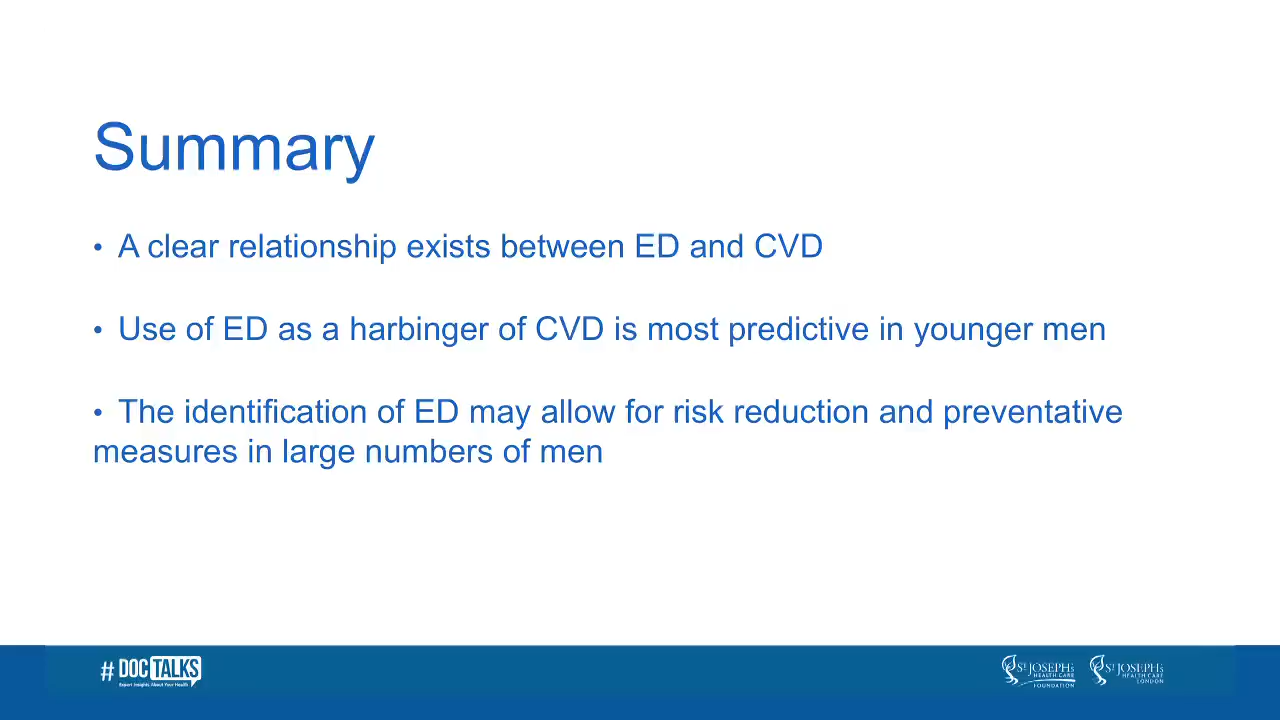 Summary
• A clear relationship exists between ED and CVD
• Use of ED as a harbinger of CVD is most predictive in younger men
• The identification of ED may allow for risk reduction and preventative
measures in large numbers of men
# DOC TALKS
Expert Insights About Your Health
ST JOSEPH'S
HEALTH CARE
FOUNDATION
ST JOSEPH'S
HEALTH CARE
LONDON